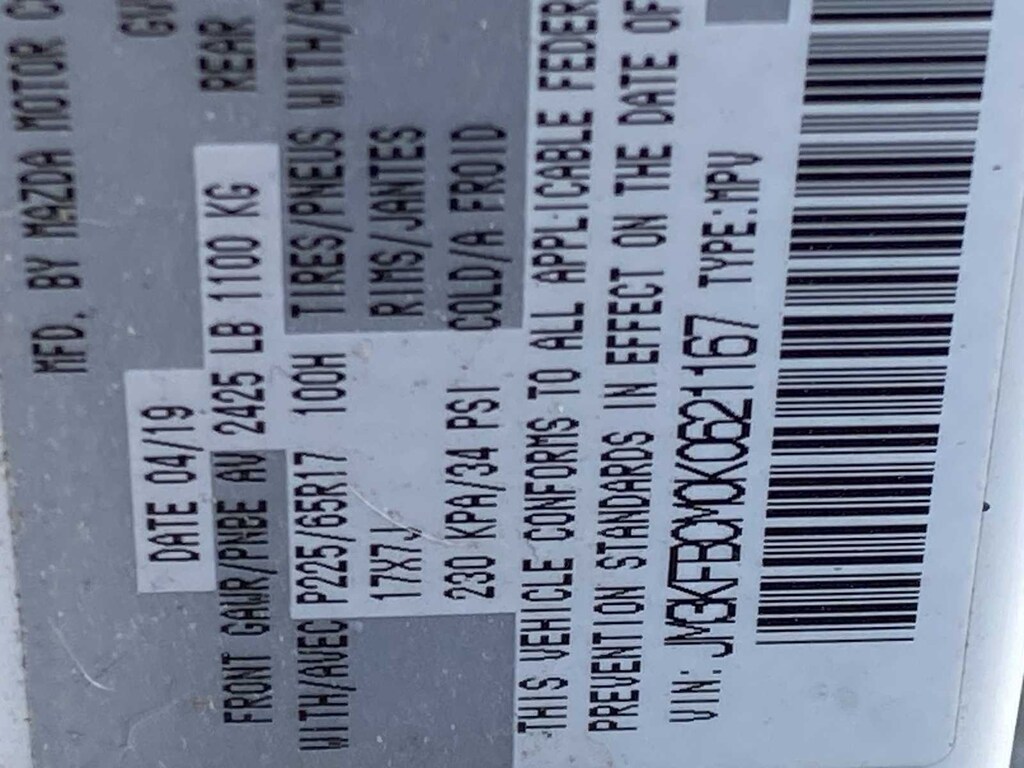 MFD. BY MAZDA MOTOR
DATE 04/19
FRONT GAWR/PNBE AV 2425 LB 1100 KG REAR
WITH/AVEC P225/65R17 100H TIRES/PNEUS WITH/
17X7J RIMS/JANTES
230 KPA/34 PSI COLD/A FROID
THIS VEHICLE CONFORMS TO ALL APPLICABLE FEDER
PREVENTION STANDARDS IN EFFECT ON THE DATE OF
VIN: JM3KFBCM0K0621167 TYPE:MPV